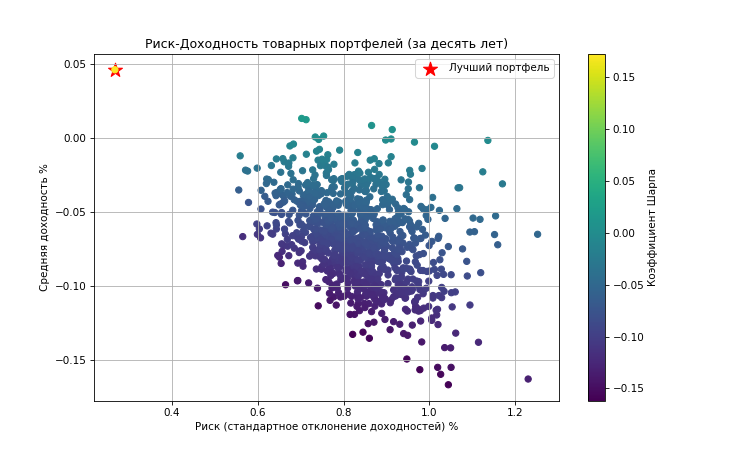 Риск-Доходность товарных портфелей (за десять лет)
Лучший портфель
Средняя доходность %
0.05
0.00
−0.05
−0.10
−0.15
0.4 0.6 0.8 1.0 1.2
Риск (стандартное отклонение доходностей) %
0.15
0.10
0.05
0.00
−0.05
−0.10
−0.15
Коэффициент Шарпа